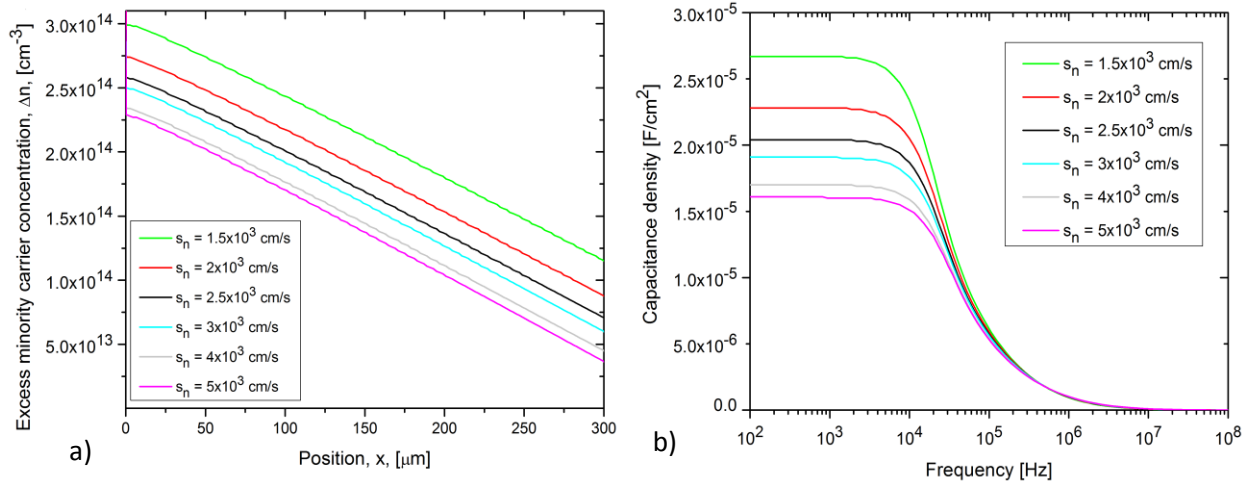 Excess minority carrier concentration, Δn, [cm-3]
3.0x10^14
2.5x10^14
2.0x10^14
1.5x10^14
1.0x10^14
5.0x10^13
s_n = 1.5x10^3 cm/s
s_n = 2x10^3 cm/s
s_n = 2.5x10^3 cm/s
s_n = 3x10^3 cm/s
s_n = 4x10^3 cm/s
s_n = 5x10^3 cm/s
0 50 100 150 200 250 300
a)
Position, x, [μm]
Capacitance density [F/cm^2]
3.0x10^-5
2.5x10^-5
2.0x10^-5
1.5x10^-5
1.0x10^-5
5.0x10^-6
0.0
s_n = 1.5x10^3 cm/s
s_n = 2x10^3 cm/s
s_n = 2.5x10^3 cm/s
s_n = 3x10^3 cm/s
s_n = 4x10^3 cm/s
s_n = 5x10^3 cm/s
10^2 10^3 10^4 10^5 10^6 10^7 10^8
b)
Frequency [Hz]